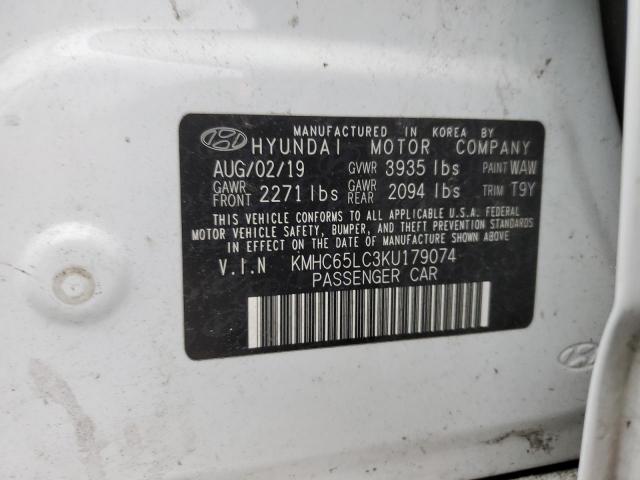 MANUFACTURED IN KOREA BY
HYUNDAI MOTOR COMPANY
AUG/02/19 GVWR 3935 lbs PAINT WAW
GAWR FRONT 2271 lbs GAWR REAR 2094 lbs TRIM T9Y
THIS VEHICLE CONFORMS TO ALL APPLICABLE U.S.A. FEDERAL
MOTOR VEHICLE SAFETY, BUMPER, AND THEFT PREVENTION STANDARDS
IN EFFECT ON THE DATE OF MANUFACTURE SHOWN ABOVE.
V.I.N KMHC65LC3KU179074
PASSENGER CAR